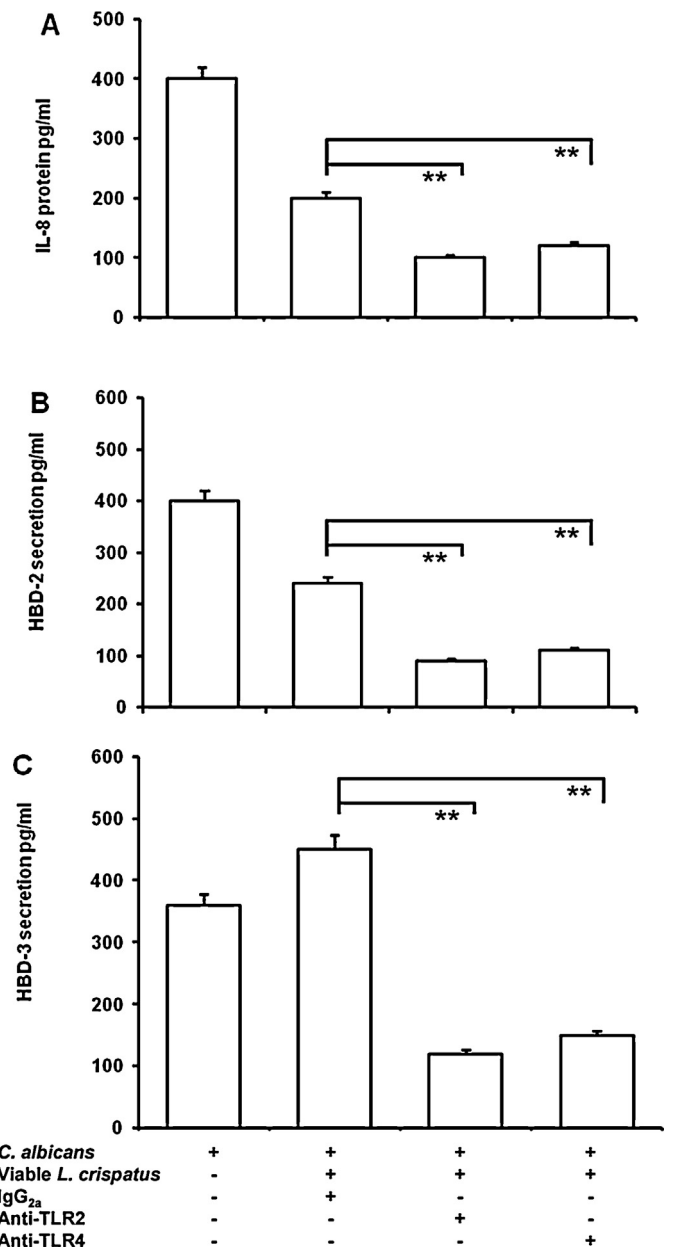 A
IL-8 protein pg/ml
500
400
300
200
100
0
**
**
B
HBD-2 secretion pg/ml
600
500
400
300
200
100
0
**
**
C
HBD-3 secretion pg/ml
600
500
400
300
200
100
0
**
**
C. albicans + + + +
Viable L. crispatus - + + +
IgG2a - + - -
Anti-TLR2 - - + -
Anti-TLR4 - - - +